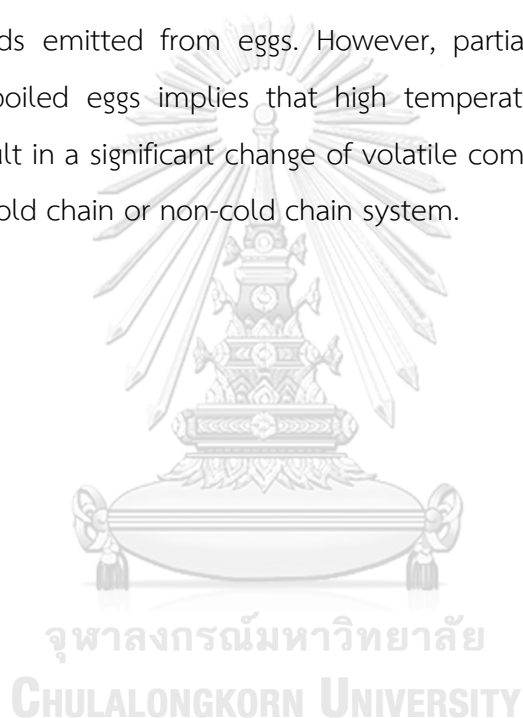 ds emitted from eggs. However, partia
boiled eggs implies that high temperat
ult in a significant change of volatile com
old chain or non-cold chain system.
จุฬาลงกรณ์มหาวิทยาลัย
CHULALONGKORN UNIVERSITY